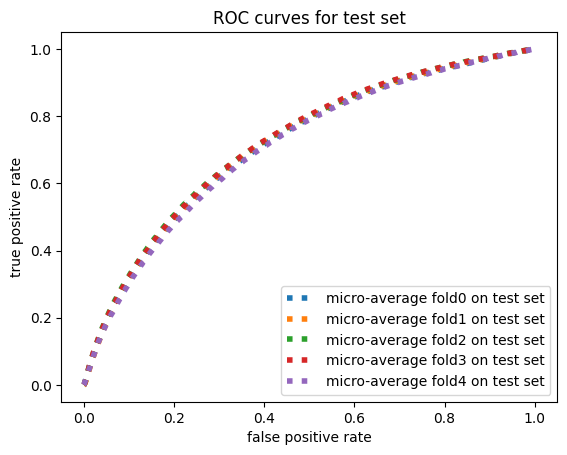 ROC curves for test set
true positive rate
1.0
0.8
0.6
0.4
0.2
0.0
micro-average fold0 on test set
micro-average fold1 on test set
micro-average fold2 on test set
micro-average fold3 on test set
micro-average fold4 on test set
0.0 0.2 0.4 0.6 0.8 1.0
false positive rate